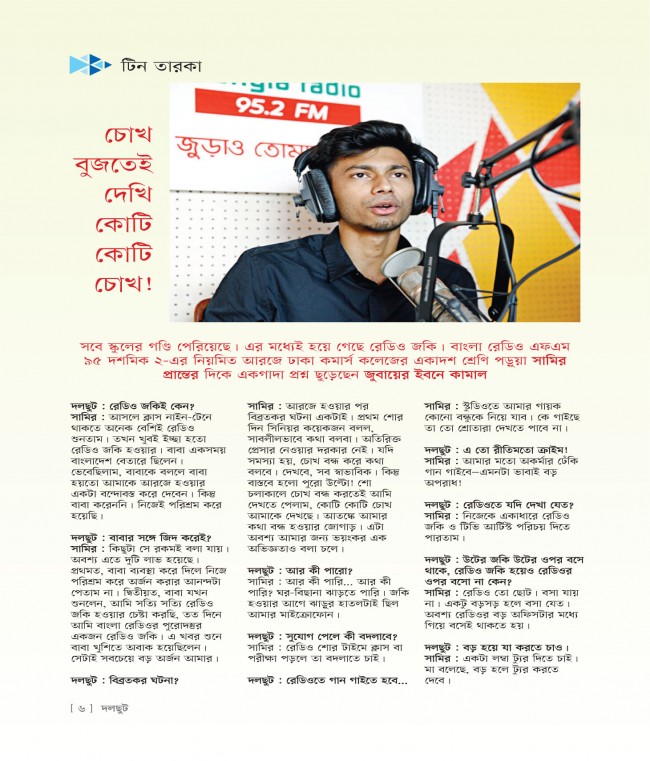 টিন তারকা
চোখ
বুজতেই
দেখি
কোটি
কোটি
চোখ!
radio
95.2 FM
জুড়াও
সবে স্কুলের গণ্ডি পেরিয়েছে। এর মধ্যেই হয়ে গেছে রেডিও জকি। বাংলা রেডিও এফএম
৯৫ দশমিক ২-এর নিয়মিত আরজে ঢাকা কমার্স কলেজের একাদশ শ্রেণি পড়ুয়া সামির
প্রান্তের দিকে একগাদা প্রশ্ন ছুড়েছেন জুবায়ের ইবনে কামাল
দলছুট : রেডিও জকিই কেন?
সামির : আসলে ক্লাস নাইন-টেনে
থাকতে অনেক বেশিই রেডিও
শুনতাম। তখন খুবই ইচ্ছা হতো
রেডিও জকি হওয়ার। বাবা একসময়
বাংলাদেশ বেতারে ছিলেন।
ভেবেছিলাম, বাবাকে বললে বাবা
হয়তো আমাকে আরজে হওয়ার
একটা বন্দোবস্ত করে দেবেন। কিন্তু
বাবা করেননি। নিজেই পরিশ্রম করে
হয়েছি।
দলছুট : বাবার সঙ্গে জিদ করেই?
সামির : কিছুটা সে রকমই বলা যায়।
অবশ্য এতে দুটি লাভ হয়েছে।
প্রথমত, বাবা ব্যবস্থা করে দিলে নিজে
পরিশ্রম করে অর্জন করার আনন্দটা
পেতাম না। দ্বিতীয়ত, বাবা যখন
শুনলেন, আমি সত্যি সত্যি রেডিও
জকি হওয়ার চেষ্টা করছি, তত দিনে
আমি বাংলা রেডিওর পুরোদস্তুর
একজন রেডিও জকি। এ খবর শুনে
বাবা খুশিতে অবাক হয়েছিলেন।
সেটাই সবচেয়ে বড় অর্জন আমার।
দলছুট : বিব্রতকর ঘটনা?
সামির : আরজে হওয়ার পর
বিব্রতকর ঘটনা একটাই। প্রথম শোর
দিন সিনিয়র কয়েকজন বলল,
সাবলীলভাবে কথা বলবা। অতিরিক্ত
প্রেসার নেওয়ার দরকার নেই। যদি
সমস্যা হয়, চোখ বন্ধ করে কথা
বলবে। দেখবে, সব স্বাভাবিক। কিন্তু
বাস্তবে হলো পুরো উল্টো! শো
চলাকালে চোখ বন্ধ করতেই আমি
দেখতে পেলাম, কোটি কোটি চোখ
আমাকে দেখছে। আতঙ্কে আমার
কথা বন্ধ হওয়ার জোগাড়। এটা
অবশ্য আমার জন্য ভয়ংকর এক
অভিজ্ঞতাও বলা চলে।
দলছুট : আর কী পারো?
সামির : আর কী পারি... আর কী
পারি? ঘর-বিছানা ঝাড়তে পারি। জকি
হওয়ার আগে ঝাড়ুর হাতলটাই ছিল
আমার মাইক্রোফোন।
দলছুট : সুযোগ পেলে কী বদলাবে?
সামির : রেডিও শোর টাইমে ক্লাস বা
পরীক্ষা পড়লে তা বদলাতে চাই।
দলছুট : রেডিওতে গান গাইতে হবে...
সামির : স্টুডিওতে আমার গায়ক
কোনো বন্ধুকে নিয়ে যাব। কে গাইছে
তা তো শ্রোতারা দেখতে পাবে না।
দলছুট : এ তো রীতিমতো ক্রাইম!
সামির : আমার মতো অকর্মার ঢেঁকি
গান গাইবে—এমনটা ভাবাই বড়
অপরাধ!
দলছুট : রেডিওতে যদি দেখা যেত?
সামির : নিজেকে একাধারে রেডিও
জকি ও টিভি আর্টিস্ট পরিচয় দিতে
পারতাম।
দলছুট : উটের জকি উটের ওপর বসে
থাকে, রেডিও জকি হয়েও রেডিওর
ওপর বসো না কেন?
সামির : রেডিও তো ছোট। বসা যায়
না। একটু বড়সড় হলে বসা যেত।
অবশ্য রেডিওর বড় অফিসটার মধ্যে
গিয়ে বসেই থাকতে হয়।
দলছুট : বড় হয়ে যা করতে চাও।
সামির : একটা লম্বা ট্যুর দিতে চাই।
মা বলেছে, বড় হলে ট্যুর করতে
দেবে।
[ ৬ ] দলছুট